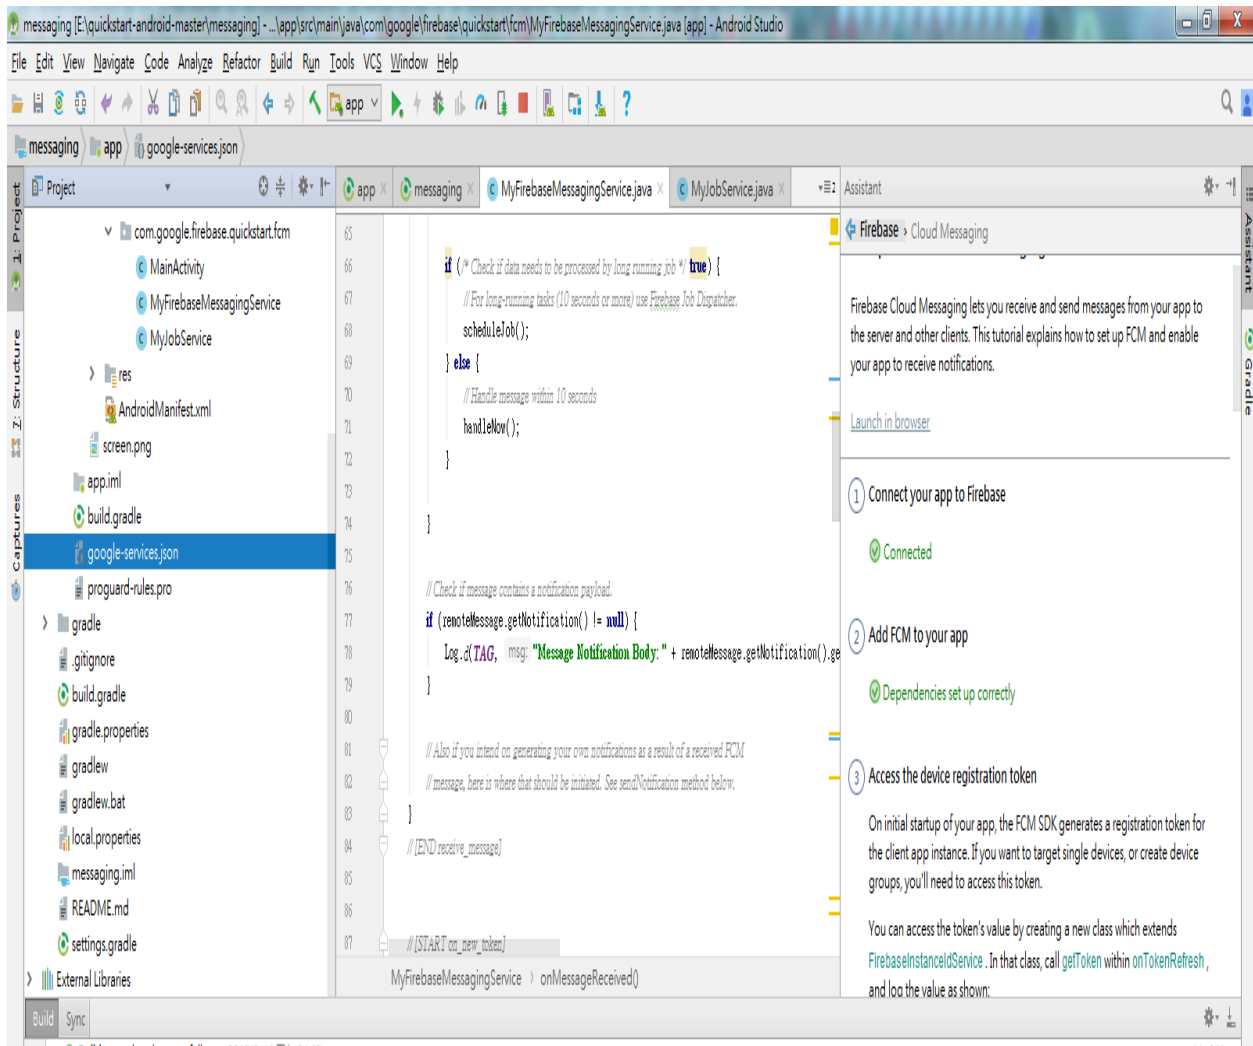 messaging [E:\quickstart-android-master\messaging] - ...\app\src\main\java\com\google\firebase\quickstart\fcm\MyFirebaseMessagingService.java [app] - Android Studio
File Edit View Navigate Code Analyze Refactor Build Run Tools VCS Window Help
app
messaging app google-services.json
Project
app messaging MyFirebaseMessagingService.java MyJobService.java 2
Assistant
1: Project
7: Structure
Captures
com.google.firebase.quickstart.fcm
MainActivity
MyFirebaseMessagingService
MyJobService
res
AndroidManifest.xml
screen.png
app.iml
build.gradle
google-services.json
proguard-rules.pro
gradle
.gitignore
build.gradle
gradle.properties
gradlew
gradlew.bat
local.properties
messaging.iml
README.md
settings.gradle
External Libraries
65
66 if (/* Check if data needs to be processed by long running job */ true) {
67 // For long-running tasks (10 seconds or more) use Firebase Job Dispatcher.
68 scheduleJob();
69 } else {
70 // Handle message within 10 seconds
71 handleNow();
72 }
73
74 }
75
76 // Check if message contains a notification payload.
77 if (remoteMessage.getNotification() != null) {
78 Log.d(TAG, msg: "Message Notification Body: " + remoteMessage.getNotification().ge
79 }
80
81 // Also if you intend on generating your own notifications as a result of a received FCM
82 // message, here is where that should be initiated. See sendNotification method below.
83 }
84 // [END receive_message]
85
86
87 // [START on_new_token]
MyFirebaseMessagingService > onMessageReceived()
Firebase > Cloud Messaging
Firebase Cloud Messaging lets you receive and send messages from your app to
the server and other clients. This tutorial explains how to set up FCM and enable
your app to receive notifications.
Launch in browser
1 Connect your app to Firebase
Connected
2 Add FCM to your app
Dependencies set up correctly
3 Access the device registration token
On initial startup of your app, the FCM SDK generates a registration token for
the client app instance. If you want to target single devices, or create device
groups, you'll need to access this token.
You can access the token's value by creating a new class which extends
FirebaseInstanceIdService . In that class, call getToken within onTokenRefresh ,
and log the value as shown:
Assistant
Gradle
Build Sync